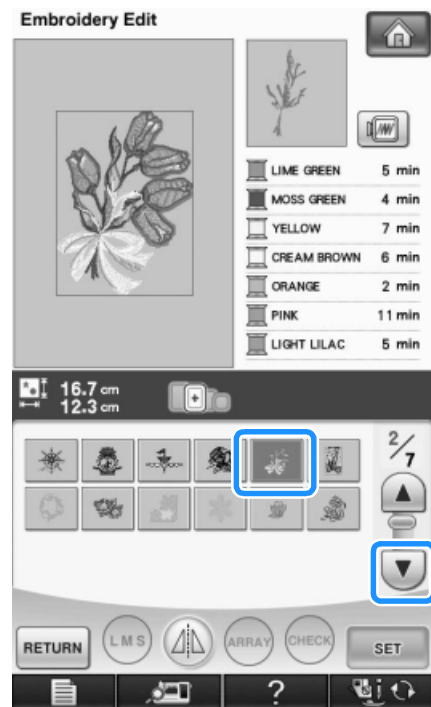 Embroidery Edit
LIME GREEN 5 min
MOSS GREEN 4 min
YELLOW 7 min
CREAM BROWN 6 min
ORANGE 2 min
PINK 11 min
LIGHT LILAC 5 min
16.7 cm
12.3 cm
2/7
RETURN
L M S
ARRAY
CHECK
SET
?